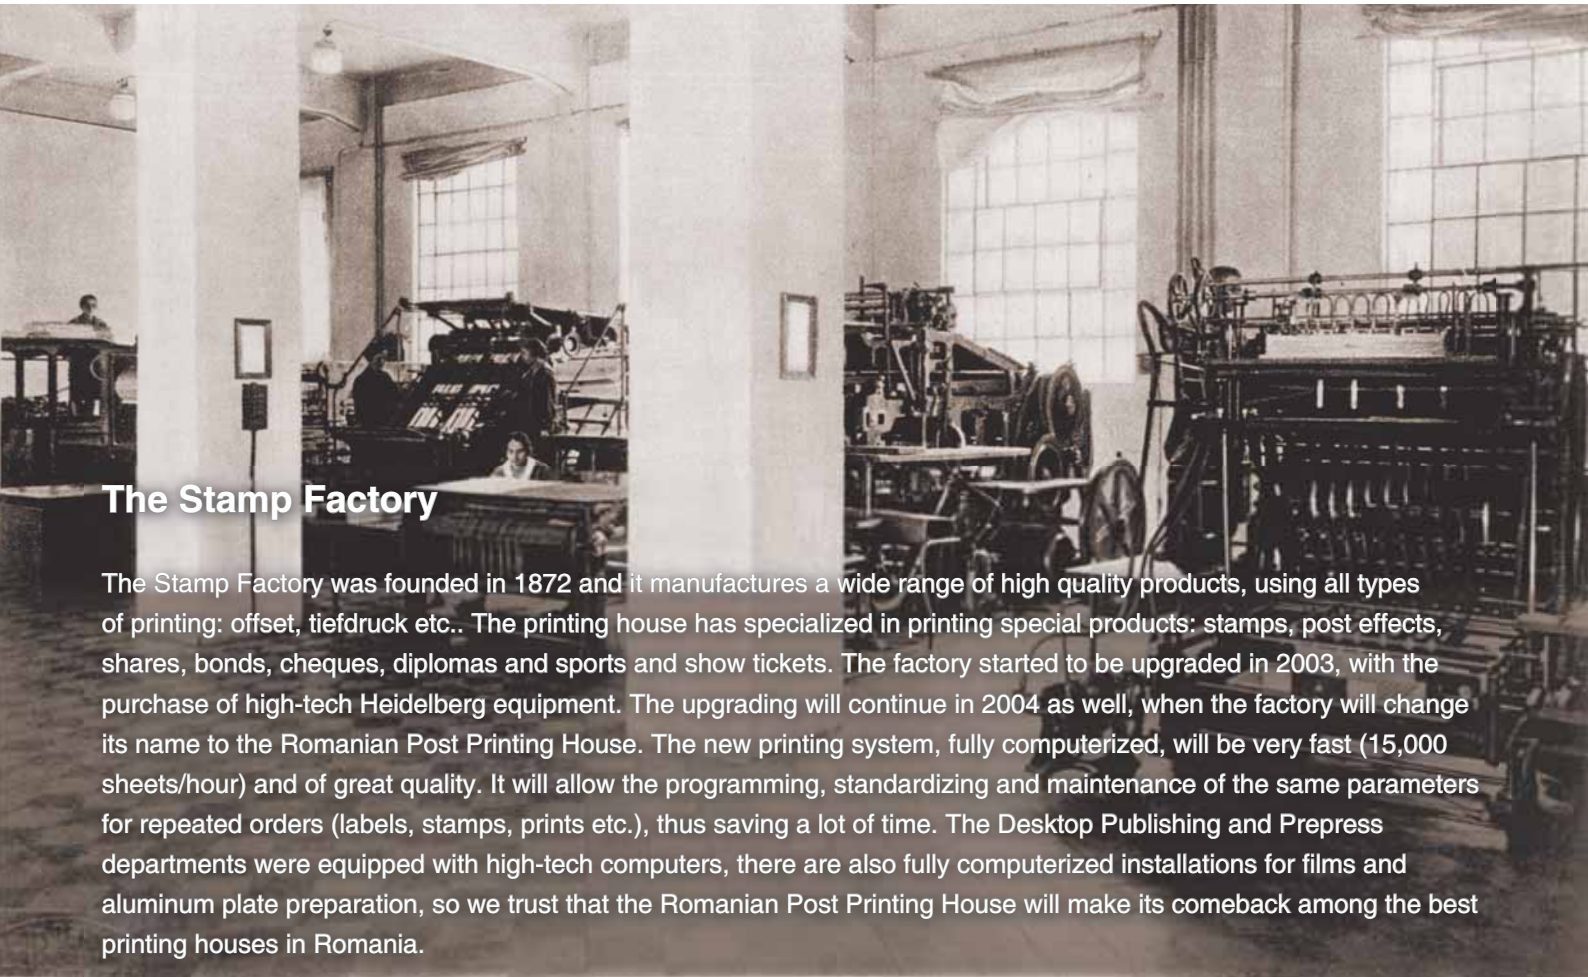 The Stamp Factory
The Stamp Factory was founded in 1872 and it manufactures a wide range of high quality products, using all types
of printing: offset, tiefdruck etc.. The printing house has specialized in printing special products: stamps, post effects,
shares, bonds, cheques, diplomas and sports and show tickets. The factory started to be upgraded in 2003, with the
purchase of high-tech Heidelberg equipment. The upgrading will continue in 2004 as well, when the factory will change
its name to the Romanian Post Printing House. The new printing system, fully computerized, will be very fast (15,000
sheets/hour) and of great quality. It will allow the programming, standardizing and maintenance of the same parameters
for repeated orders (labels, stamps, prints etc.), thus saving a lot of time. The Desktop Publishing and Prepress
departments were equipped with high-tech computers, there are also fully computerized installations for films and
aluminum plate preparation, so we trust that the Romanian Post Printing House will make its comeback among the best
printing houses in Romania.